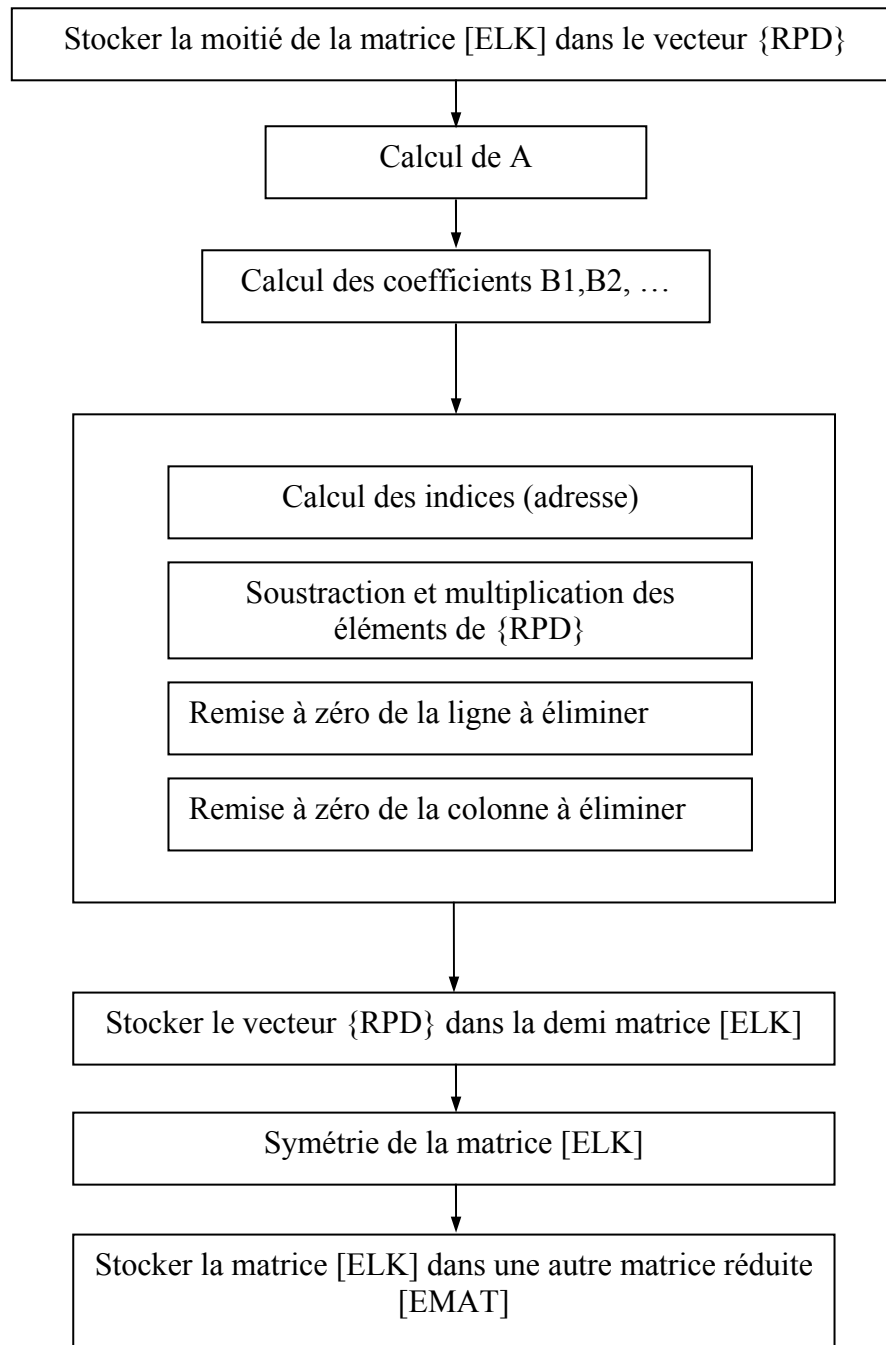 Stocker la moitié de la matrice [ELK] dans le vecteur {RPD}
Calcul de A
Calcul des coefficients B1,B2, …
Calcul des indices (adresse)
Soustraction et multiplication des
éléments de {RPD}
Remise à zéro de la ligne à éliminer
Remise à zéro de la colonne à éliminer
Stocker le vecteur {RPD} dans la demi matrice [ELK]
Symétrie de la matrice [ELK]
Stocker la matrice [ELK] dans une autre matrice réduite
[EMAT]